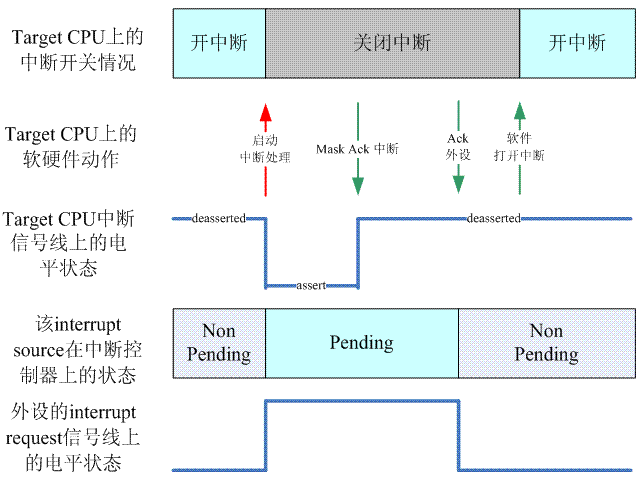 Target CPU上的
中断开关情况
开中断
关闭中断
开中断
Target CPU上的
软硬件动作
启动
中断处理
Mask Ack 中断
Ack
外设
软件
打开中断
Target CPU中断
信号线上的电
平状态
deasserted
assert
deasserted
该interrupt
source在中断控
制器上的状态
Non
Pending
Pending
Non
Pending
外设的interrupt
request信号线上
的电平状态